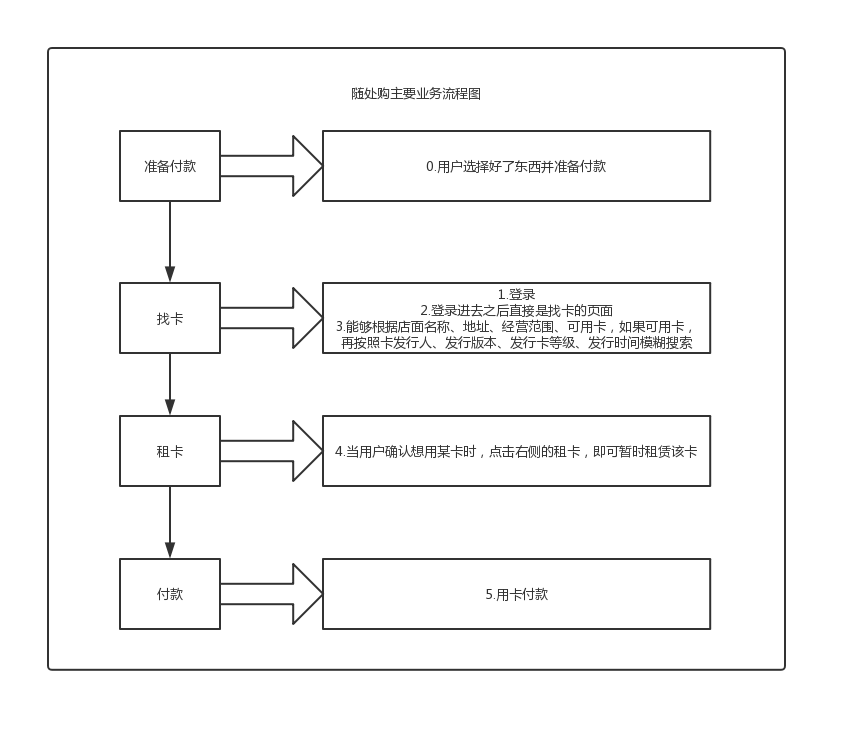 随处购主要业务流程图
准备付款
0.用户选择好了东西并准备付款
找卡
1.登录
2.登录进去之后直接是找卡的页面
3.能够根据店面名称、地址、经营范围、可用卡，如果可用卡，
再按照卡发行人、发行版本、发行卡等级、发行时间模糊搜索
租卡
4.当用户确认想用某卡时，点击右侧的租卡，即可暂时租赁该卡
付款
5.用卡付款